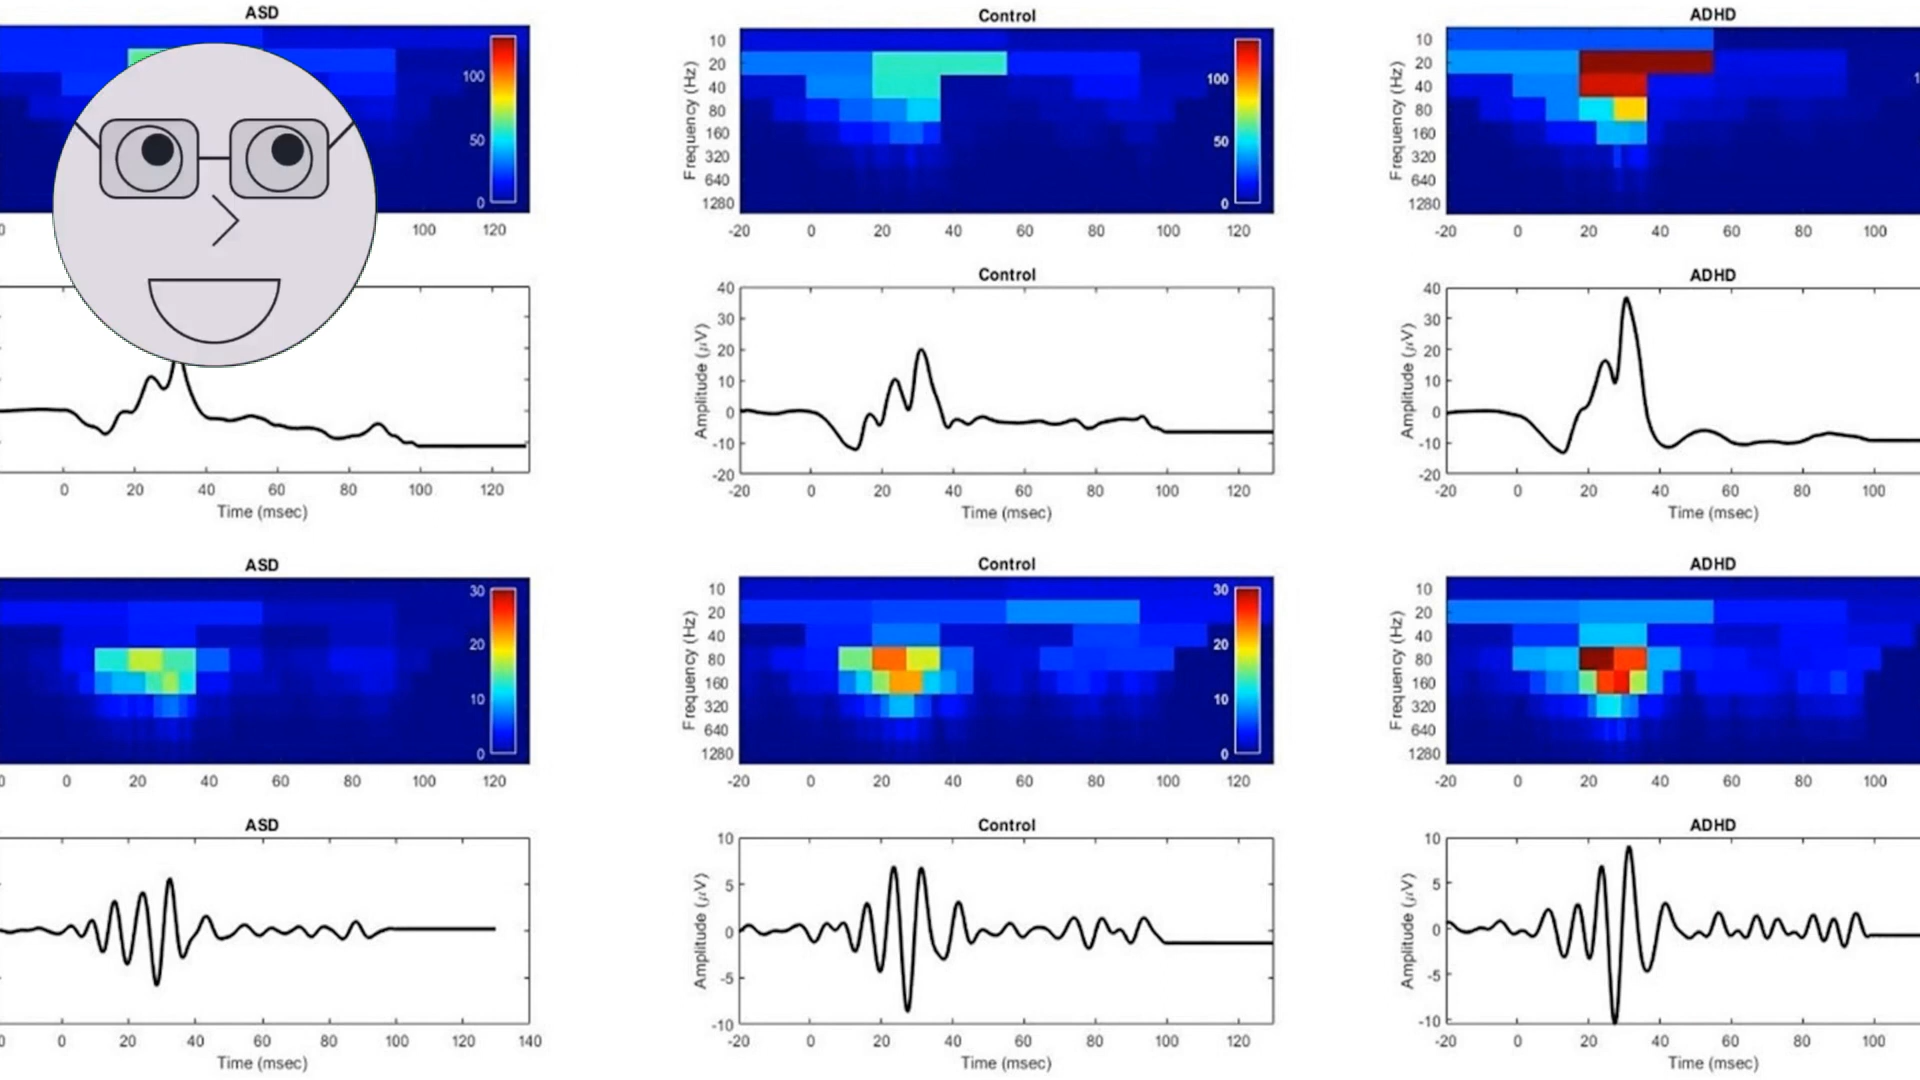 ASD
100
50
0
0 100 120
Control
Frequency (Hz)
10
20
40
80
160
320
640
1280
100
50
0
-20 0 20 40 60 80 100 120
ADHD
Frequency (Hz)
10
20
40
80
160
320
640
1280
1
-20 0 20 40 60 80 100
0 20 40 60 80 100 120
Time (msec)
Control
Amplitude (μV)
40
30
20
10
0
-10
-20
-20 0 20 40 60 80 100 120
Time (msec)
ADHD
Amplitude (μV)
40
30
20
10
0
-10
-20
-20 0 20 40 60 80 100
Time (msec)
ASD
30
20
10
0
0 0 20 40 60 80 100 120
Control
Frequency (Hz)
10
20
40
80
160
320
640
1280
30
20
10
0
-20 0 20 40 60 80 100 120
ADHD
Frequency (Hz)
10
20
40
80
160
320
640
1280
-20 0 20 40 60 80 100
ASD
0 0 20 40 60 80 100 120 140
Time (msec)
Control
Amplitude (μV)
10
5
0
-5
-10
-20 0 20 40 60 80 100 120
Time (msec)
ADHD
Amplitude (μV)
10
5
0
-5
-10
-20 0 20 40 60 80 100
Time (msec)